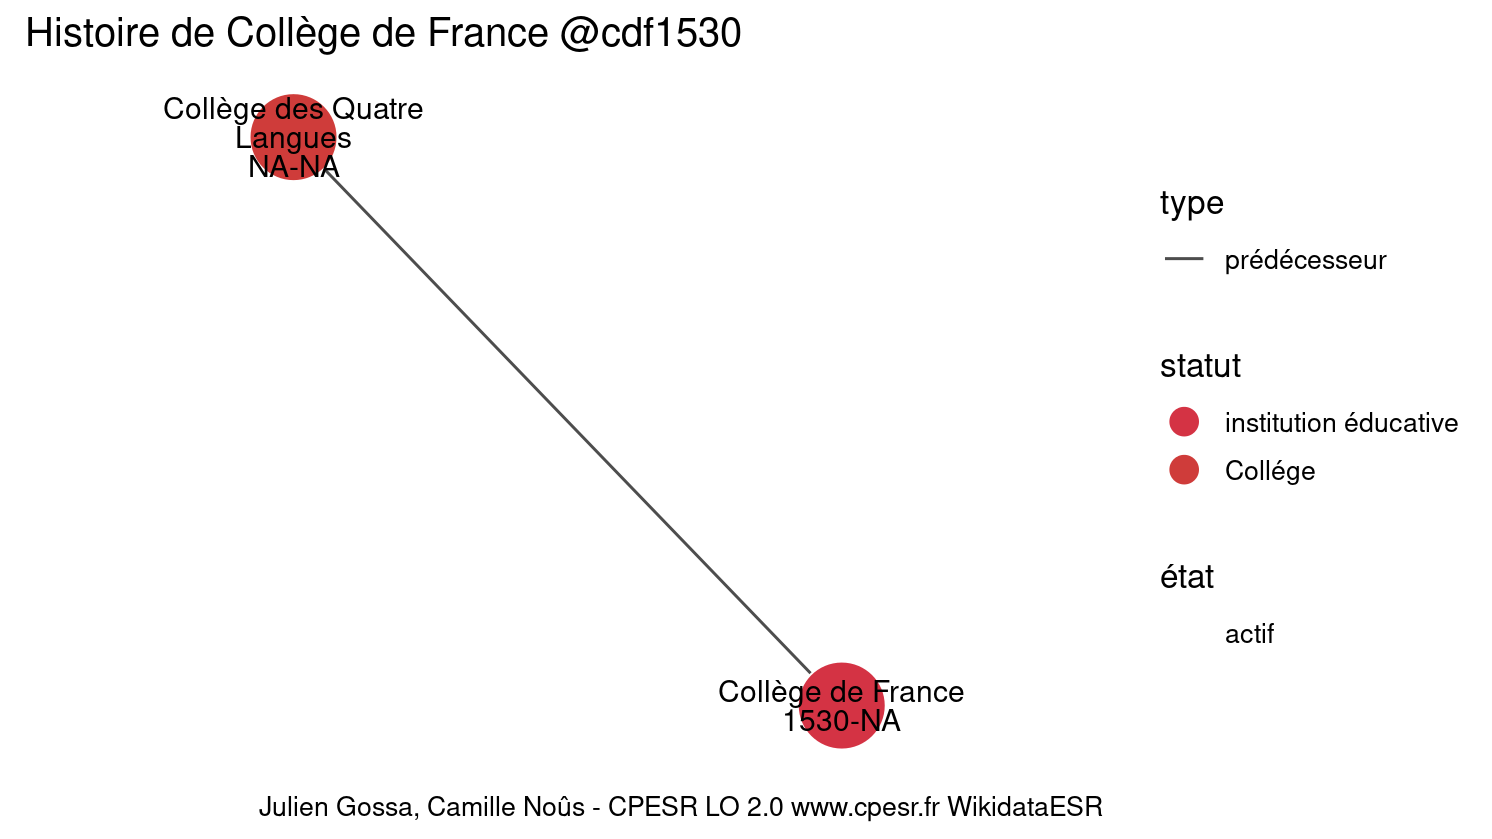 Histoire de Collège de France @cdf1530
Collège des Quatre
Langues
NA-NA
Collège de France
1530-NA
type
prédécesseur
statut
institution éducative
Collége
état
actif
Julien Gossa, Camille Noûs - CPESR LO 2.0 www.cpesr.fr WikidataESR